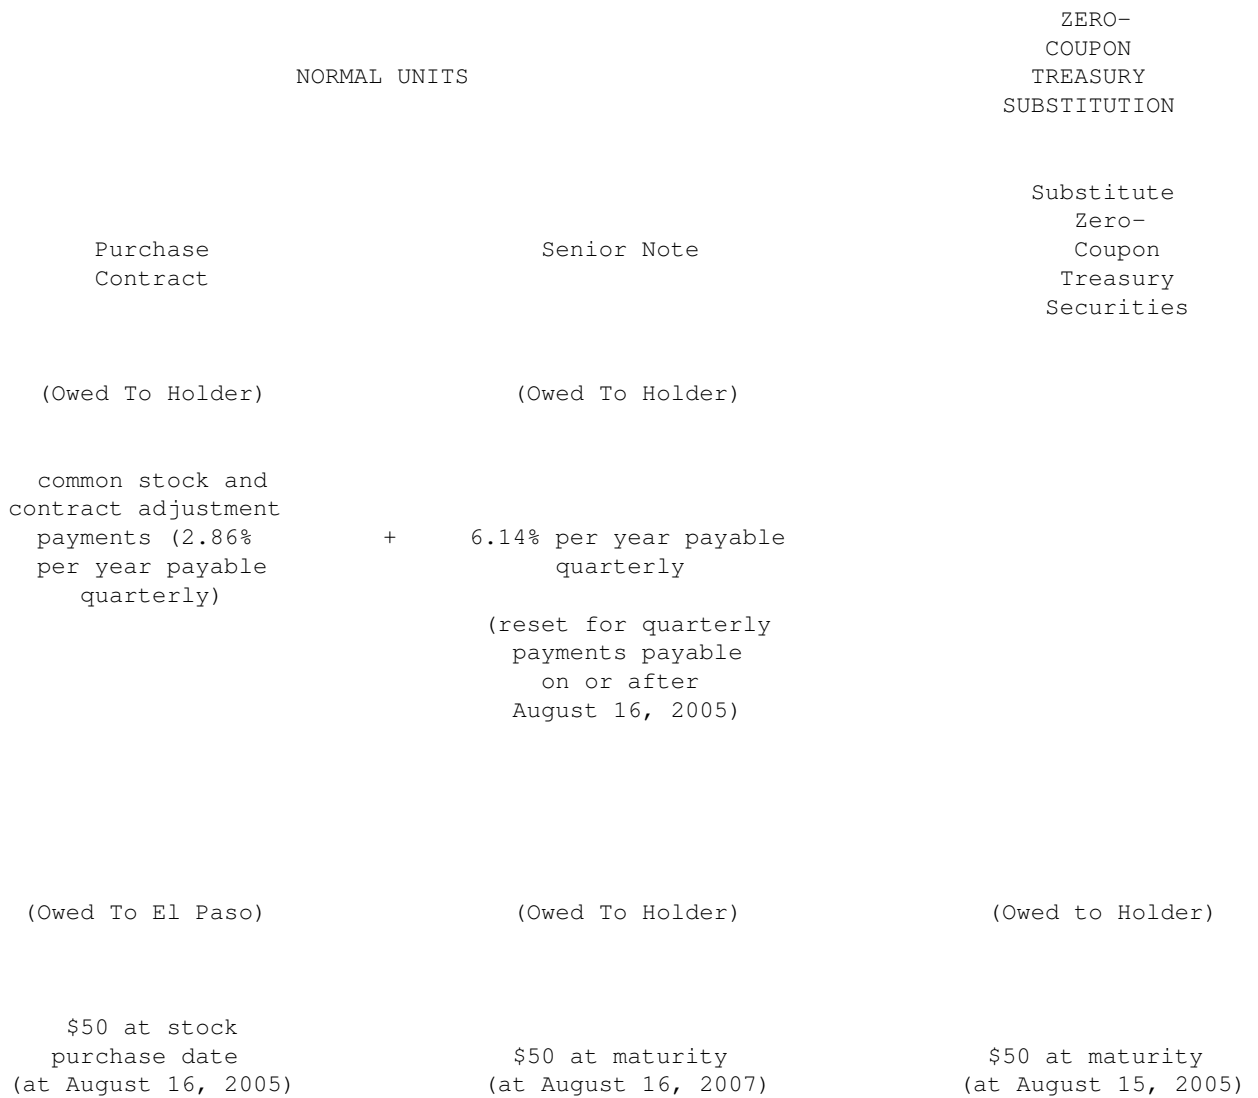 ZERO-
COUPON
NORMAL UNITS TREASURY
SUBSTITUTION
Substitute
Zero-
Purchase Senior Note Coupon
Contract Treasury
Securities
(Owed To Holder) (Owed To Holder)
common stock and
contract adjustment
payments (2.86% + 6.14% per year payable
per year payable quarterly
quarterly)
(reset for quarterly
payments payable
on or after
August 16, 2005)
(Owed To El Paso) (Owed To Holder) (Owed to Holder)
$50 at stock
purchase date $50 at maturity $50 at maturity
(at August 16, 2005) (at August 16, 2007) (at August 15, 2005)